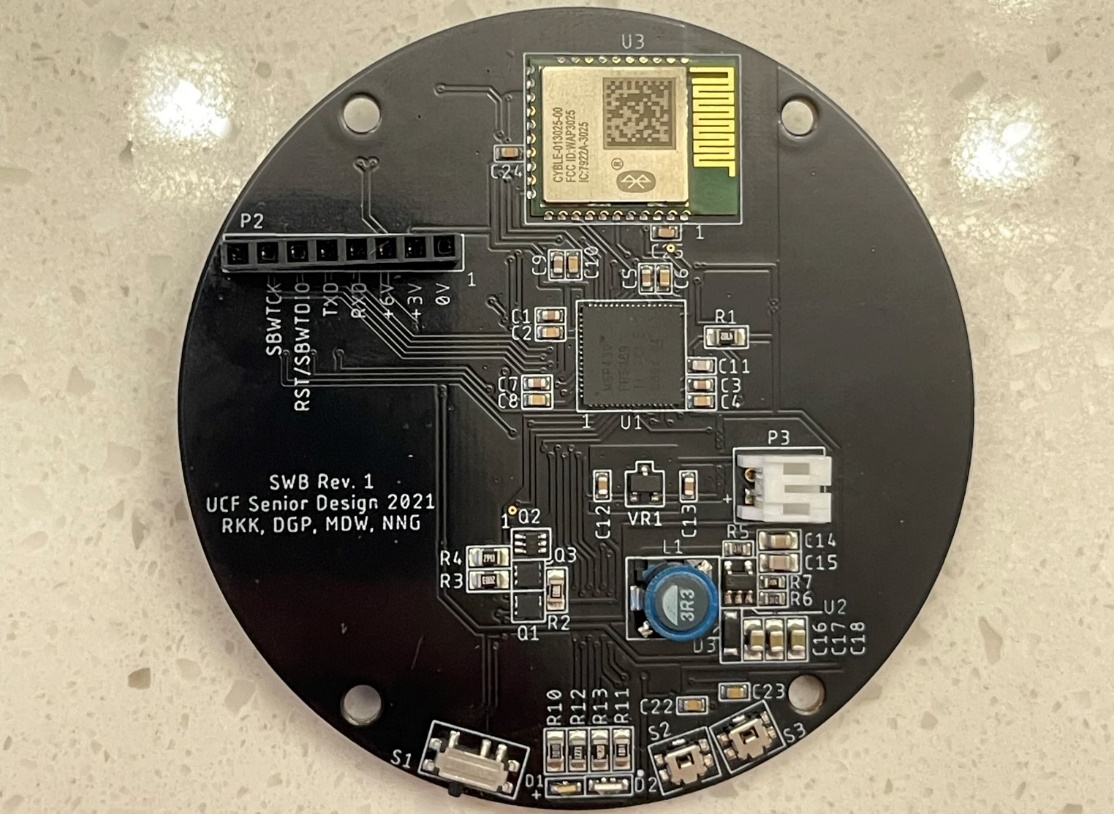 U3
CYBLE-013025-00
FCC ID:WAP3025
IC:7922A-3025
C24
P2
1
1
C9
C10
C5
C6
SBWTCK
RST/SBWTDIO
TXD
RXD
+6V
+3V
0V
C1
C2
R1
MSP430™
C11
C3
C4
C7
C8
1
U1
P3
+
SWB Rev. 1
UCF Senior Design 2021
RKK, DGP, MDW, NNG
C12
VR1
C13
1
Q2
R4
R3
Q3
R2
Q1
L1
3R3
R5
C14
C15
R7
R6
U2
D3
C16
C17
C18
R10
R12
R13
R11
C22
C23
S1
S2
S3
D1
+
D2